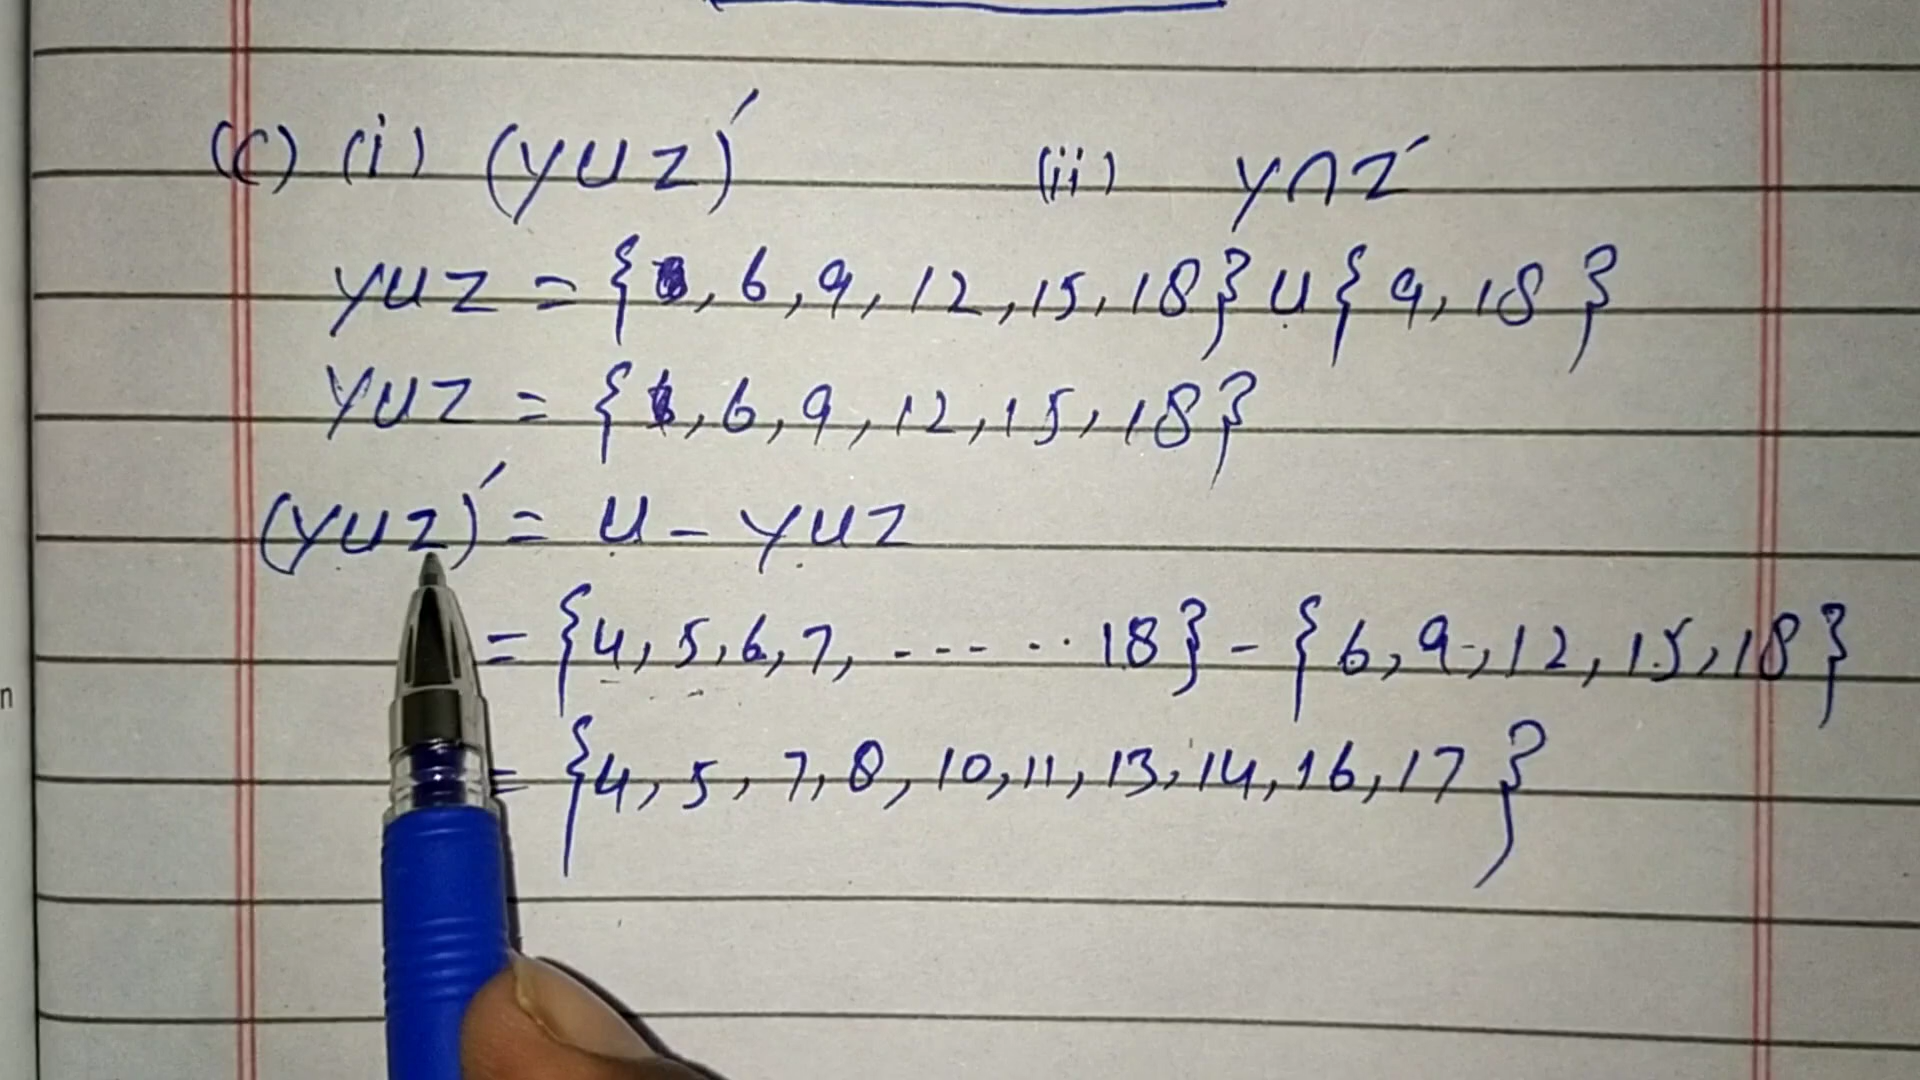 (c) (i) (YUZ)′ (ii) Y∩Z′
YUZ = { , 6, 9, 12, 15, 18} U {9, 18}
YUZ = { , 6, 9, 12, 15, 18}
(YUZ)′ = U - YUZ
= {4, 5, 6, 7, ------ 18} - {6, 9, 12, 15, 18}
n
= {4, 5, 7, 8, 10, 11, 13, 14, 16, 17}